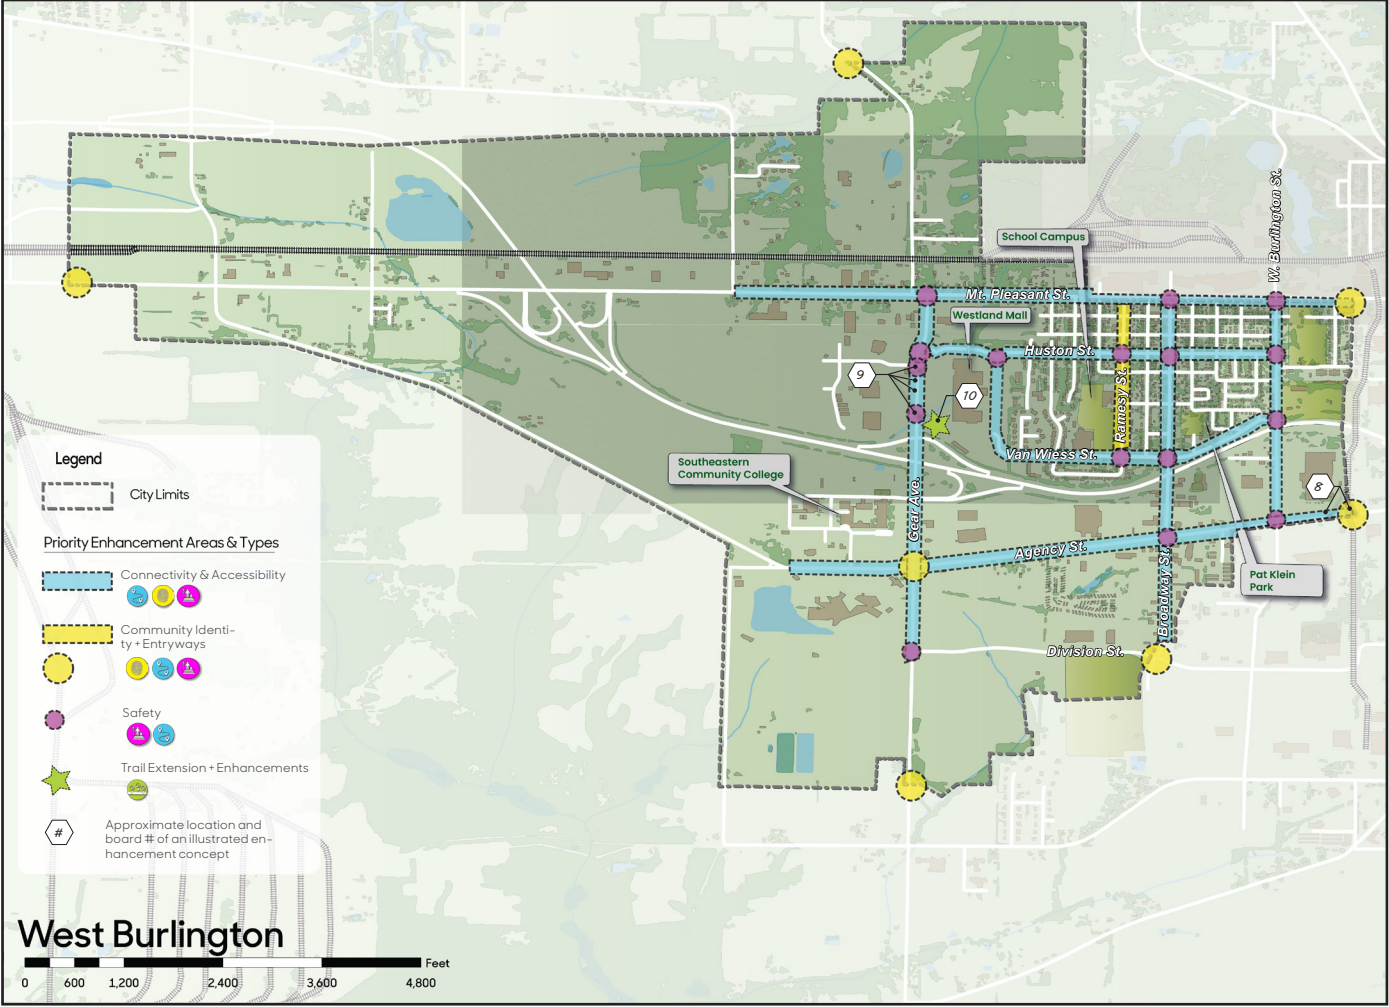 W. Burlington St.
School Campus
Mt. Pleasant St.
Westland Mall
Huston St.
9
10
Ramesy St.
Van Wiess St.
Southeastern
Community College
8
Gear Ave.
Agency St.
Pat Klein
Park
Broadway St.
Division St.
Legend
City Limits
Priority Enhancement Areas & Types
Connectivity & Accessibility
Community Identi-
ty + Entryways
Safety
Trail Extension + Enhancements
#
Approximate location and
board # of an illustrated en-
hancement concept
West Burlington
Feet
0 600 1,200 2,400 3,600 4,800